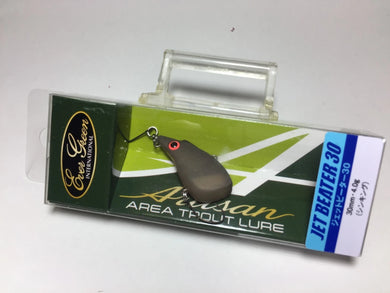 Ever Green
INTERNATIONAL
Artisan
AREA TROUT LURE
JET BEATER 30
ジェットビーター30
30mm・4.0g
(シンキング)